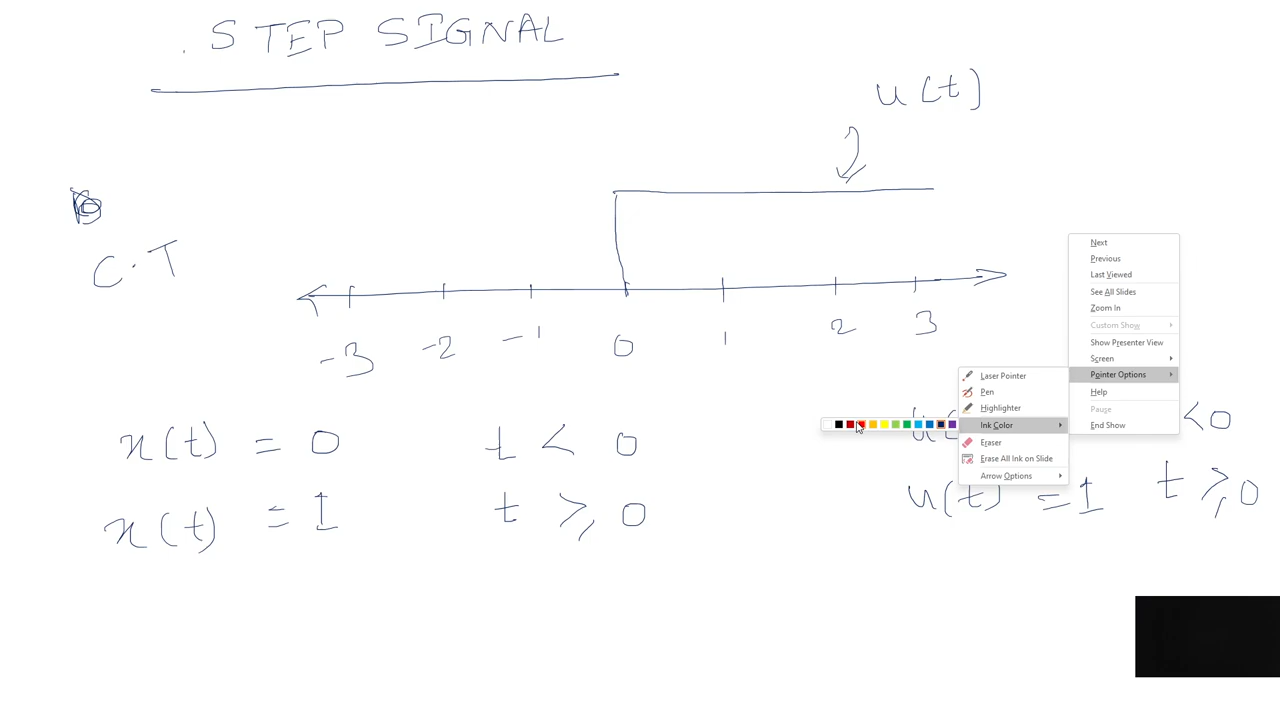 STEP SIGNAL
u(t)
C.T
-3 -2 -1 0 1 2 3
x(t) = 0 t < 0
x(t) = 1 t ≥ 0
<0
u(t) = 1 t ≥ 0
Next
Previous
Last Viewed
See All Slides
Zoom In
Custom Show
Show Presenter View
Screen
Pointer Options
Help
Pause
End Show
Laser Pointer
Pen
Highlighter
Ink Color
Eraser
Erase All Ink on Slide
Arrow Options